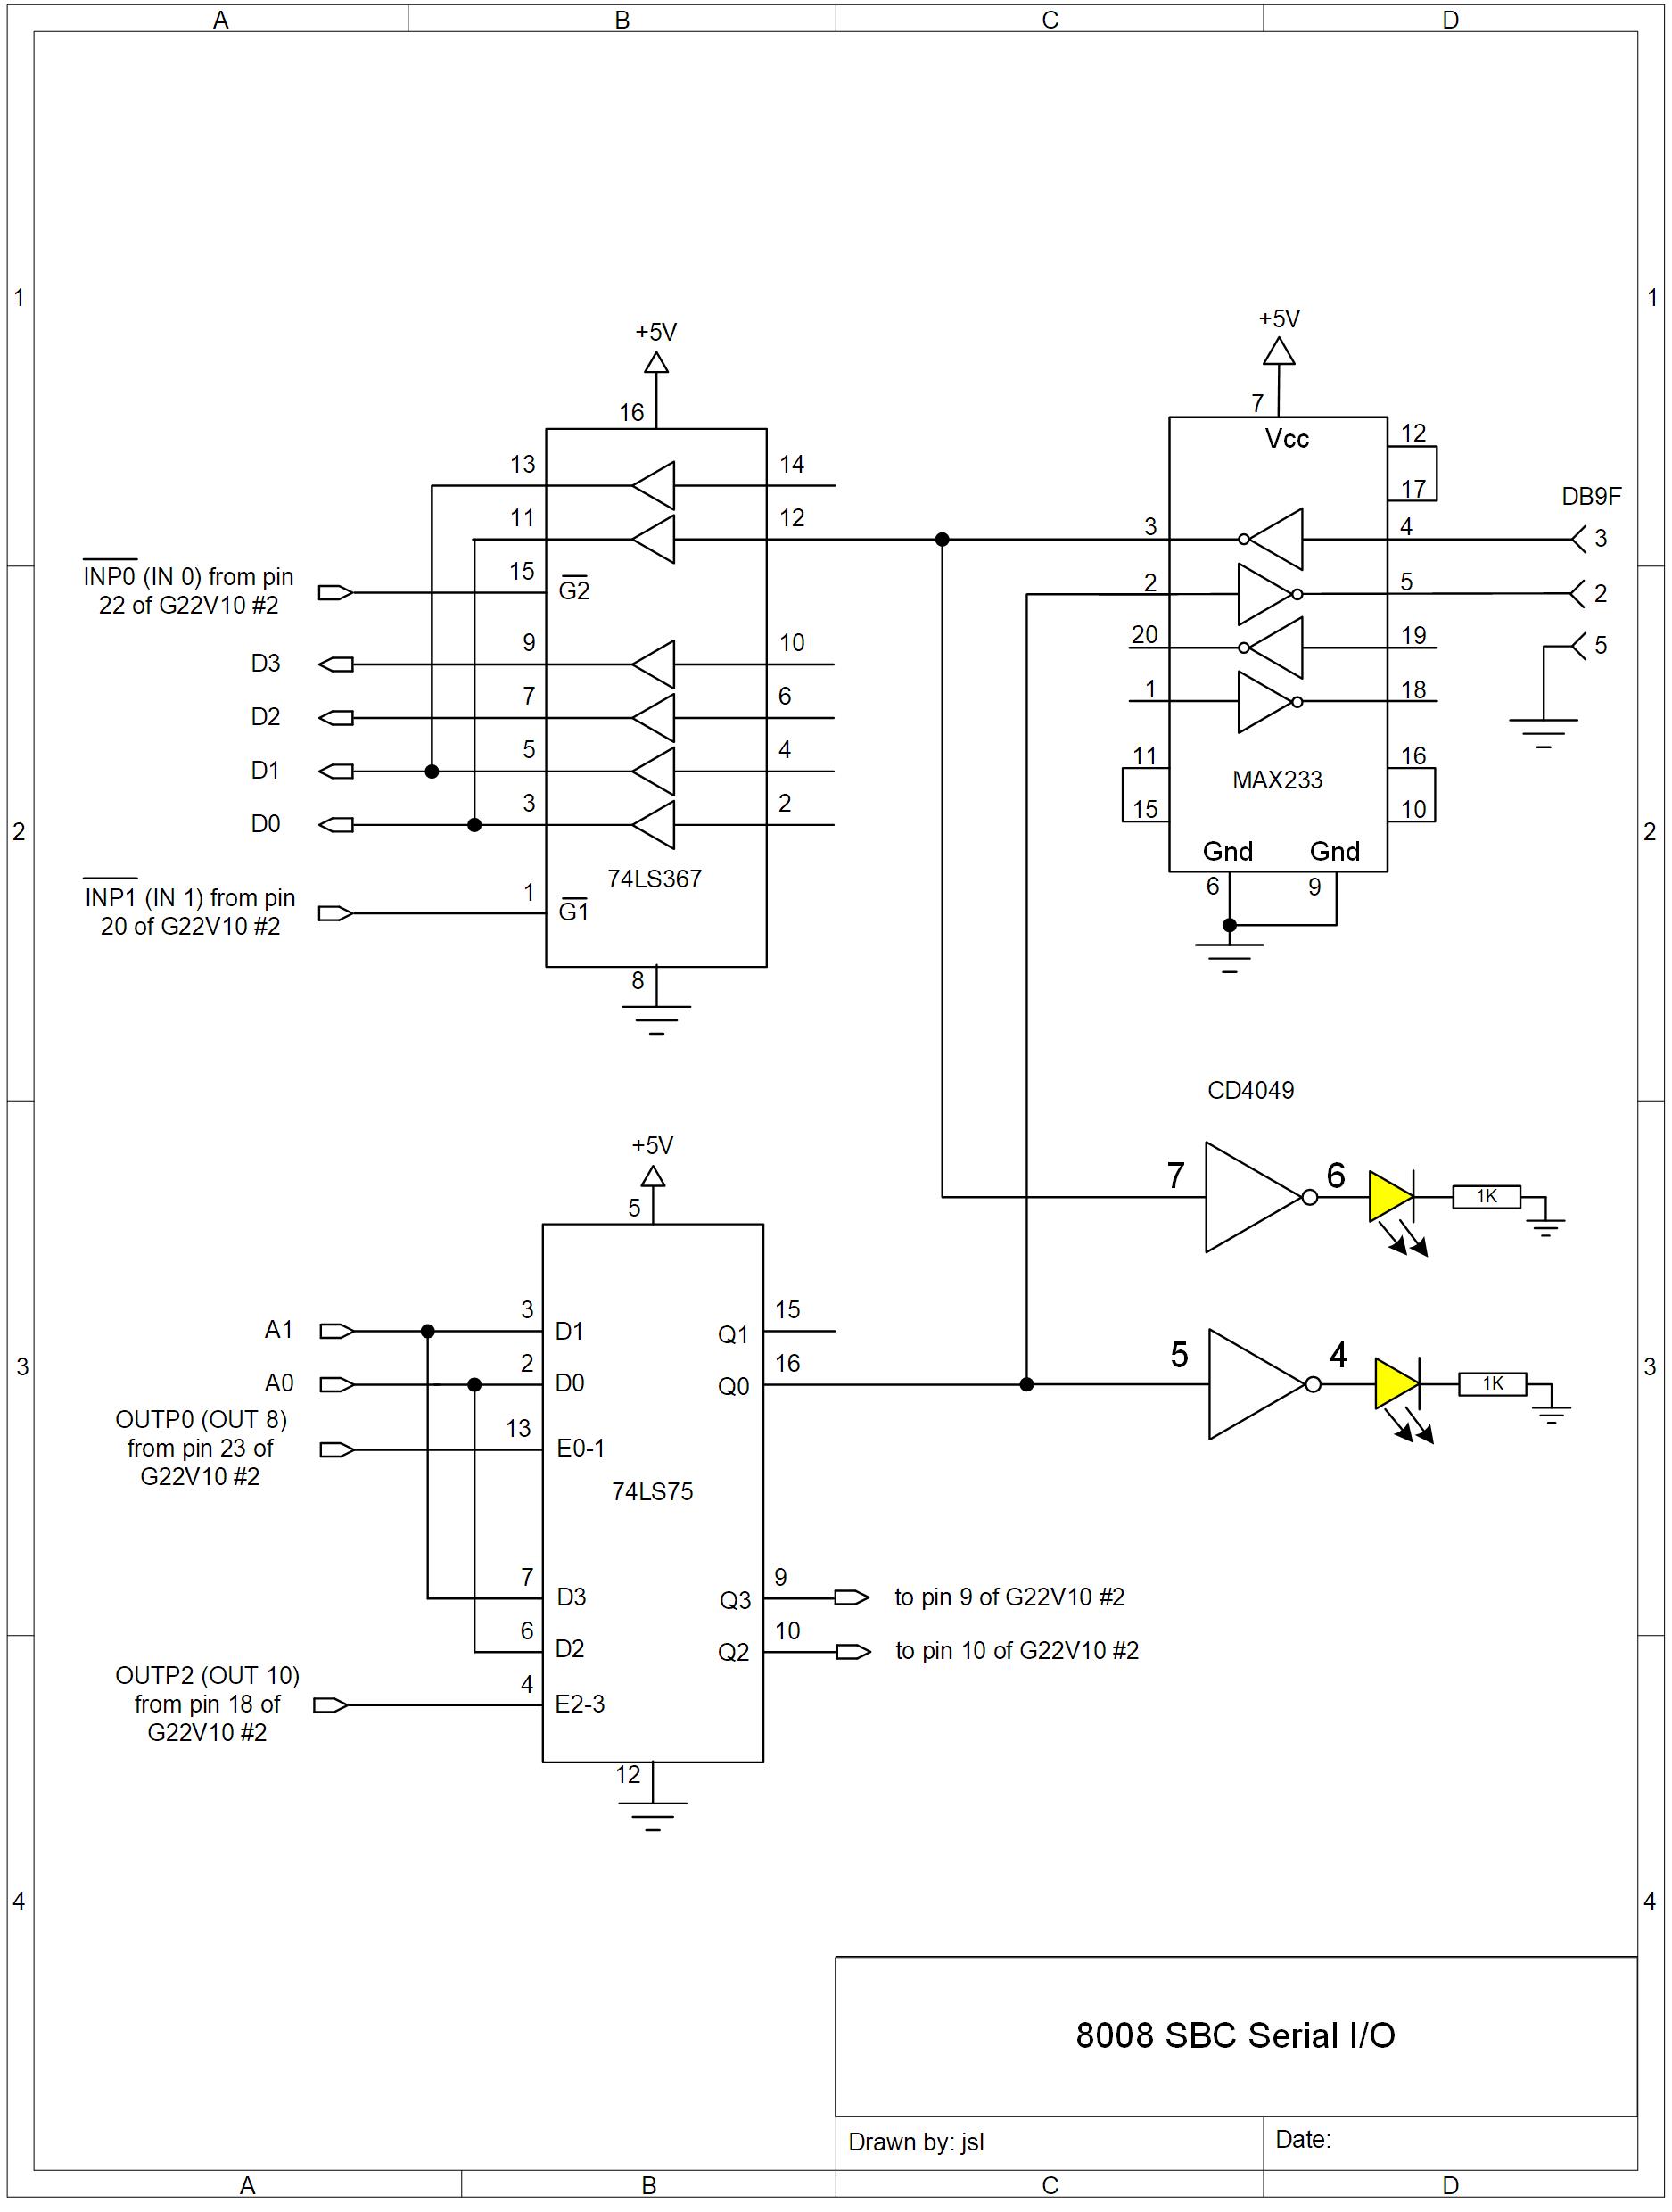 A B C D
1 1
+5V
16
13 14
11 12
15 G2
INP0 (IN 0) from pin
22 of G22V10 #2
D3 9 10
D2 7 6
D1 5 4
D0 3 2
74LS367
INP1 (IN 1) from pin
20 of G22V10 #2
1 G1
8
+5V
7
Vcc
12
17
DB9F
3 4 3
2 5 2
20 19 5
1 18
11 16
MAX233
15 10
Gnd Gnd
6 9
2 2
CD4049
7 6 1K
5 4 1K
+5V
5
A1 3 D1 Q1 15
A0 2 D0 Q0 16
OUTP0 (OUT 8)
from pin 23 of
G22V10 #2
13 E0-1
74LS75
7 D3 Q3 9 to pin 9 of G22V10 #2
6 D2 Q2 10 to pin 10 of G22V10 #2
OUTP2 (OUT 10)
from pin 18 of
G22V10 #2
4 E2-3
12
3 3
4 4
8008 SBC Serial I/O
Drawn by: jsl Date:
A B C D